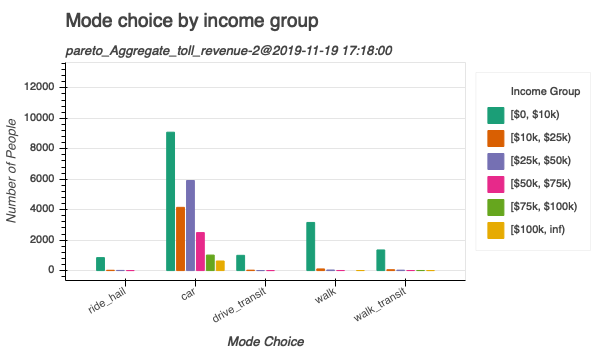 Mode choice by income group
pareto_Aggregate_toll_revenue-2@2019-11-19 17:18:00
Number of People
12000
10000
8000
6000
4000
2000
0
ride_hail
car
drive_transit
walk
walk_transit
Mode Choice
Income Group
[$0, $10k)
[$10k, $25k)
[$25k, $50k)
[$50k, $75k)
[$75k, $100k)
[$100k, inf)